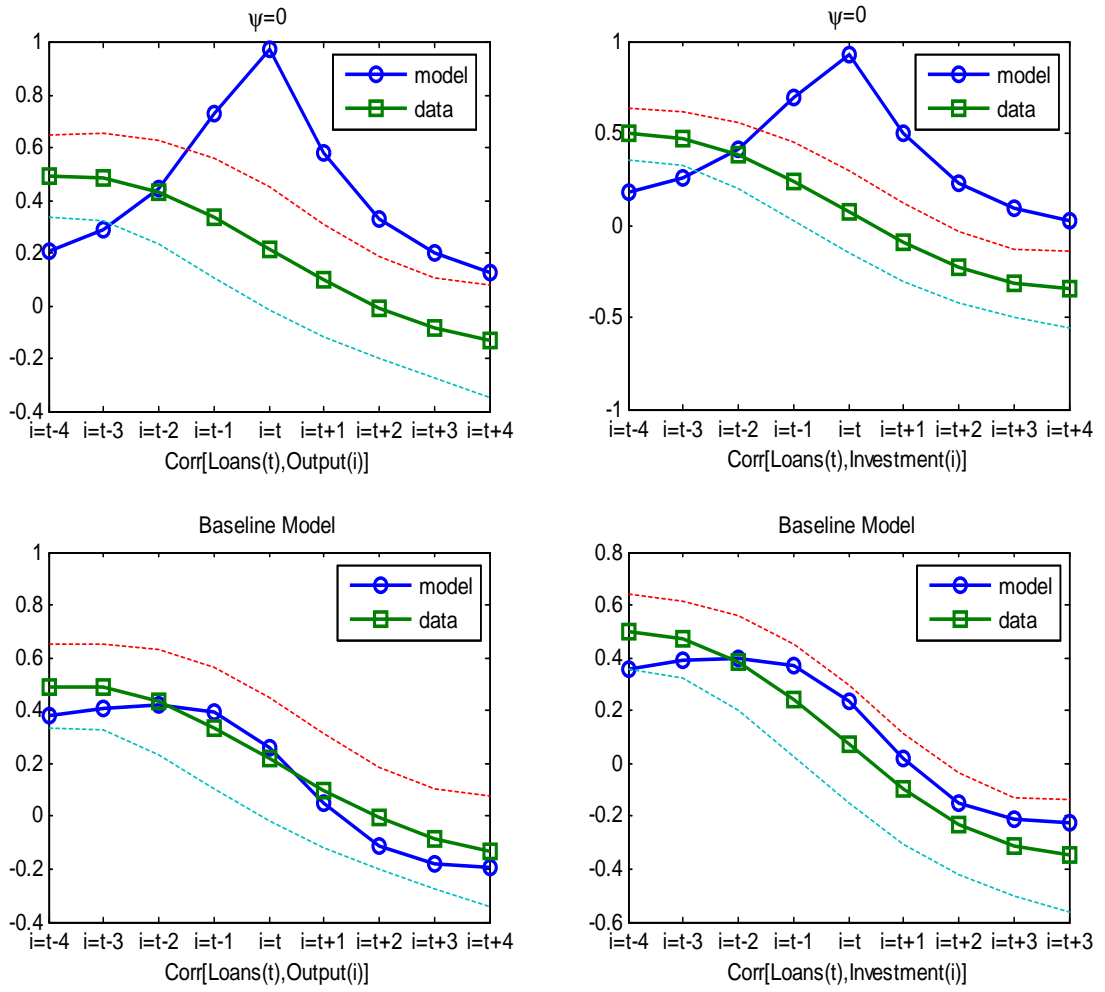 ψ=0
1
0.8
0.6
0.4
0.2
0
-0.2
-0.4
model
data
i=t-4 i=t-3 i=t-2 i=t-1 i=t i=t+1 i=t+2 i=t+3 i=t+4
Corr[Loans(t),Output(i)]
ψ=0
1
0.5
0
-0.5
-1
model
data
i=t-4 i=t-3 i=t-2 i=t-1 i=t i=t+1 i=t+2 i=t+3 i=t+4
Corr[Loans(t),Investment(i)]
Baseline Model
1
0.8
0.6
0.4
0.2
0
-0.2
-0.4
model
data
i=t-4 i=t-3 i=t-2 i=t-1 i=t i=t+1 i=t+2 i=t+3 i=t+4
Corr[Loans(t),Output(i)]
Baseline Model
0.8
0.6
0.4
0.2
0
-0.2
-0.4
-0.6
model
data
i=t-4 i=t-3 i=t-2 i=t-1 i=t i=t+1 i=t+2 i=t+3 i=t+3
Corr[Loans(t),Investment(i)]